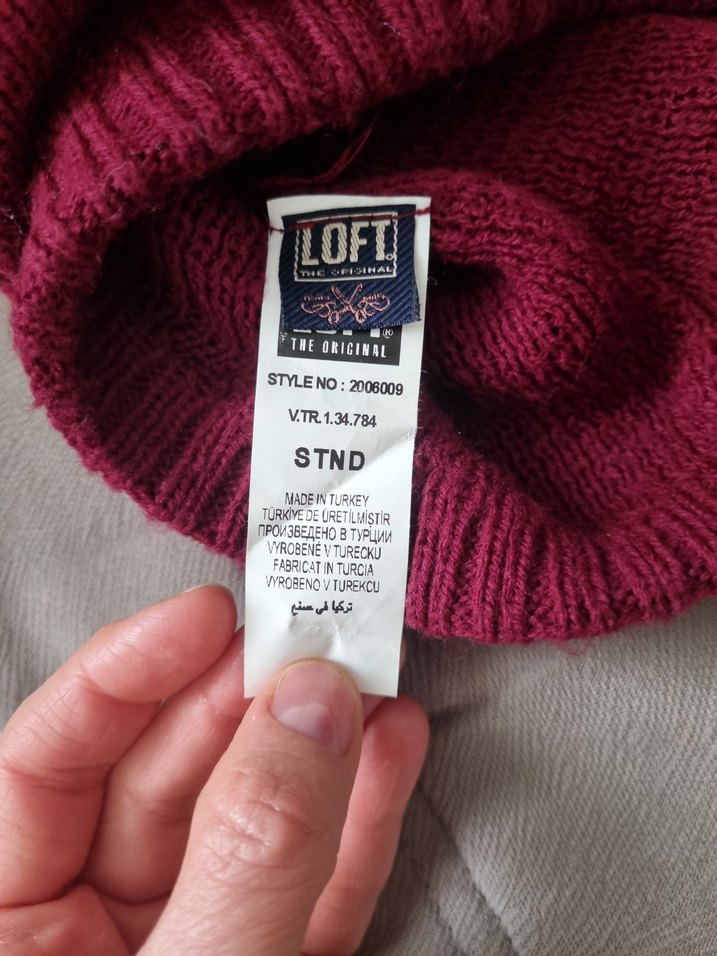 LOFT
THE ORIGINAL
LOFT®
THE ORIGINAL
STYLE NO : 2006009
V.TR.1.34.784
STND
MADE IN TURKEY
TÜRKİYE DE ÜRETİLMİŞTİR
ПРОИЗВЕДЕНО В ТУРЦИИ
VYROBENÉ V TURECKU
FABRICAT IN TURCIA
VYROBENO V TUREKCU
تركيا في صنع